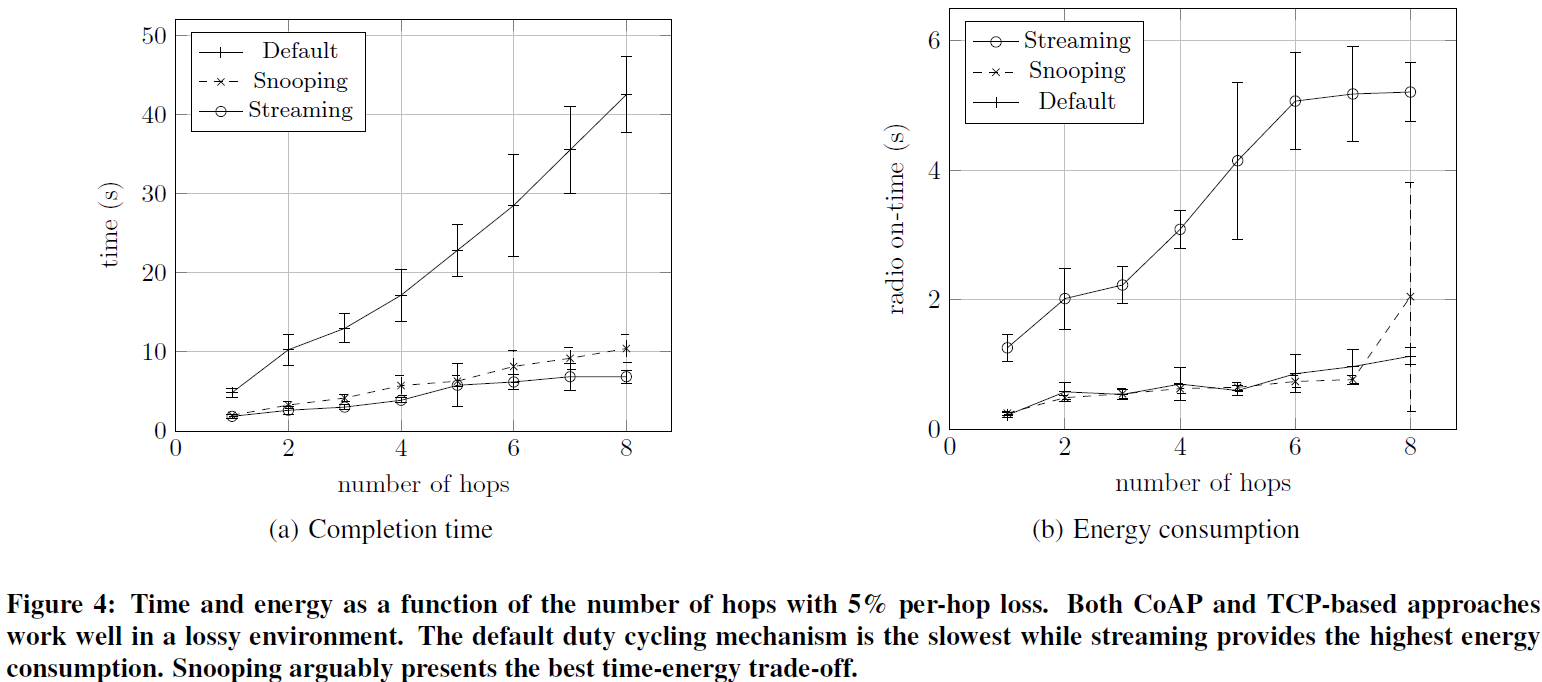 50
40
30
20
10
0
0 2 4 6 8
time (s)
Default
Snooping
Streaming
number of hops
(a) Completion time
6
4
2
0
0 2 4 6 8
radio on-time (s)
Streaming
Snooping
Default
number of hops
(b) Energy consumption
Figure 4: Time and energy as a function of the number of hops with 5% per-hop loss. Both CoAP and TCP-based approaches
work well in a lossy environment. The default duty cycling mechanism is the slowest while streaming provides the highest energy
consumption. Snooping arguably presents the best time-energy trade-off.